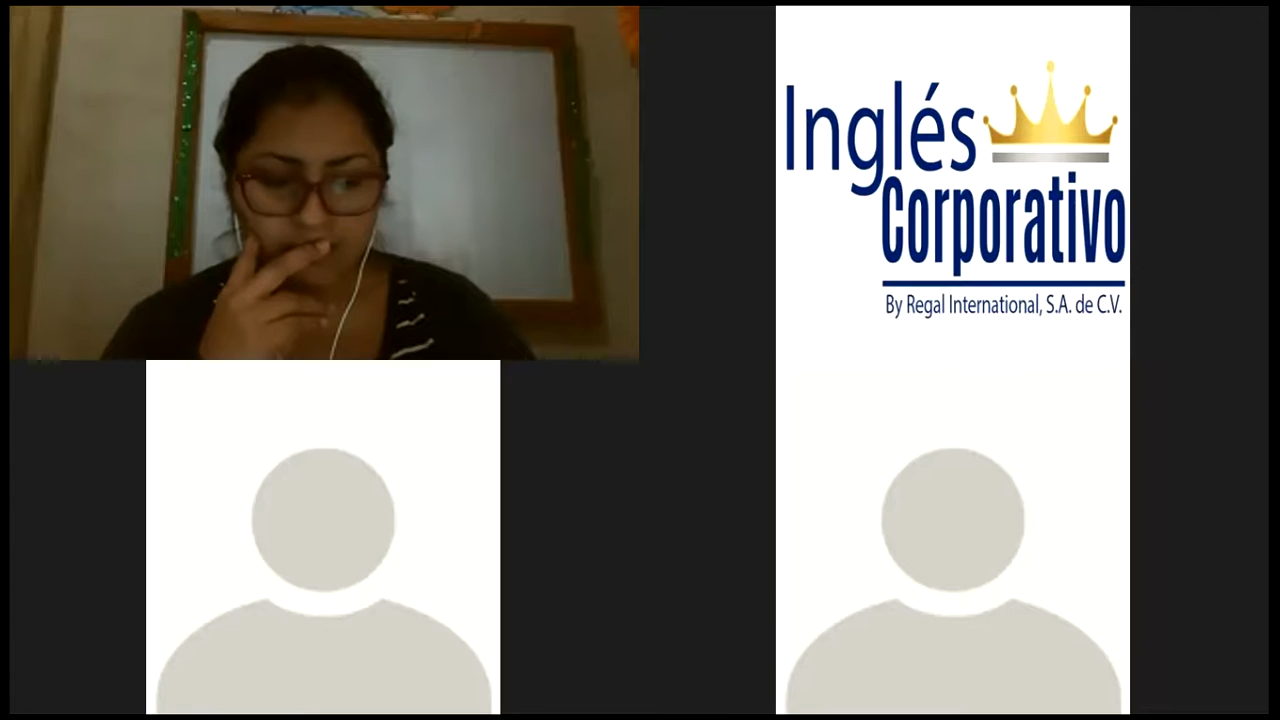 Inglés
Corporativo
By Regal International, S.A. de C.V.